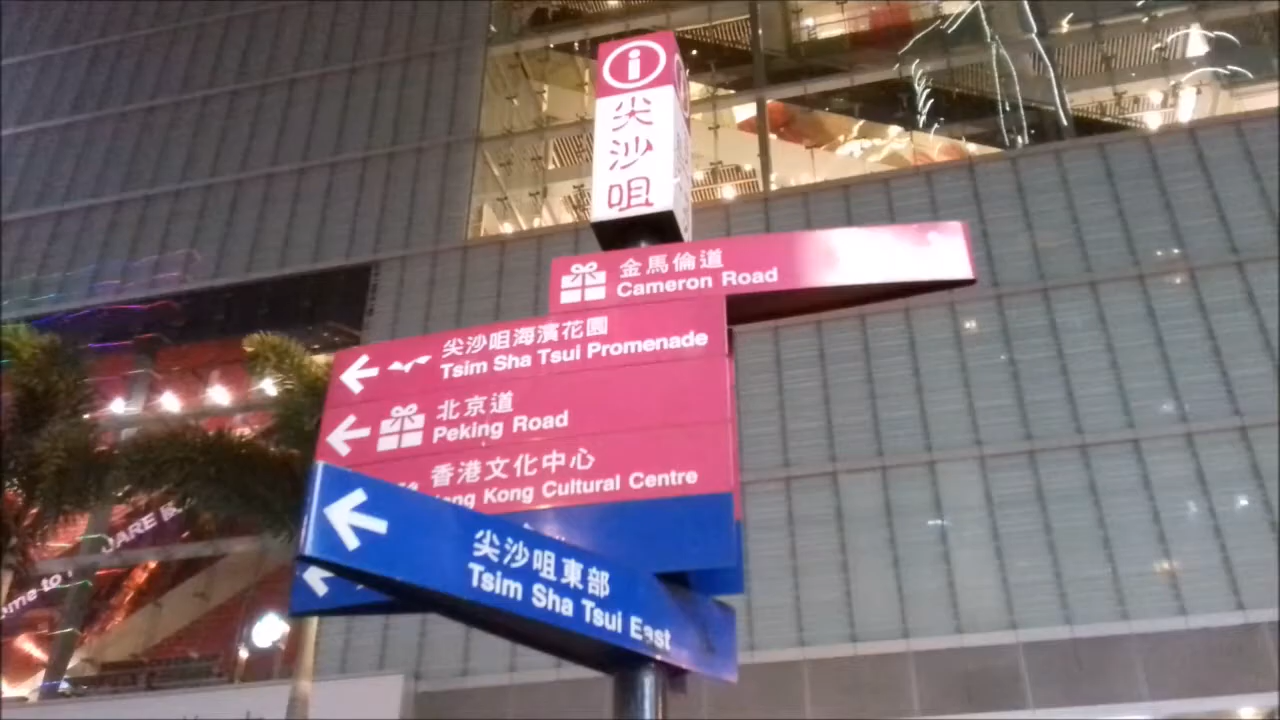 i
尖沙咀
金馬倫道
Cameron Road
尖沙咀海濱花園
Tsim Sha Tsui Promenade
北京道
Peking Road
香港文化中心
Kong Cultural Centre
尖沙咀東部
Tsim Sha Tsui East